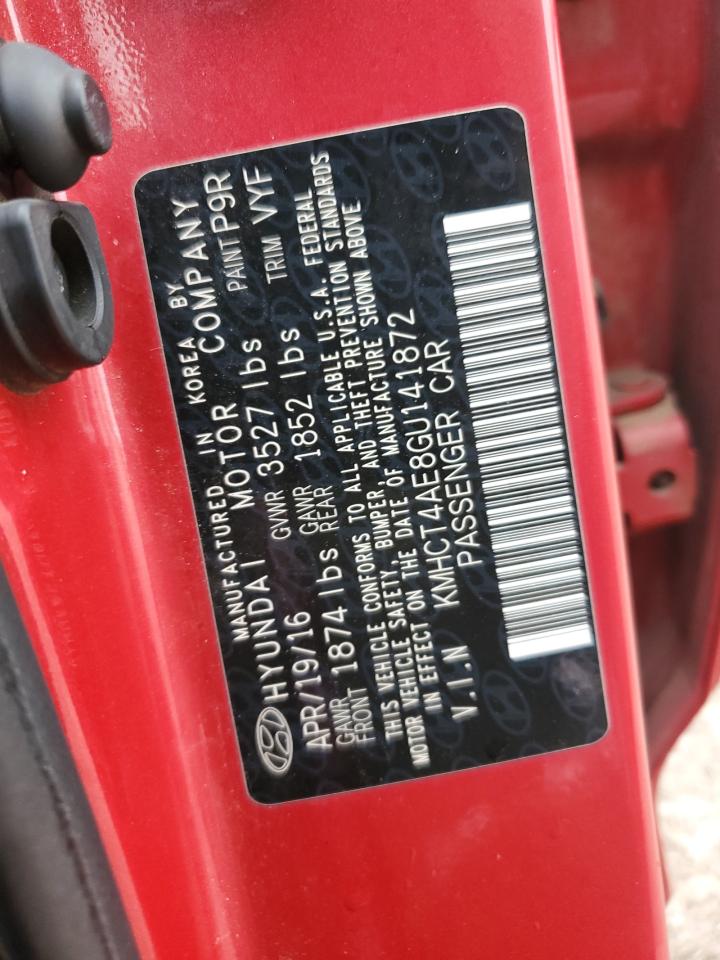 MANUFACTURED IN KOREA BY
HYUNDAI MOTOR COMPANY
APR/19/16 GVWR 3527 lbs PAINT P9R
GAWR FRONT 1874 lbs GAWR REAR 1852 lbs TRIM VYF
THIS VEHICLE CONFORMS TO ALL APPLICABLE U.S.A. FEDERAL
MOTOR VEHICLE SAFETY, BUMPER, AND THEFT PREVENTION STANDARDS
IN EFFECT ON THE DATE OF MANUFACTURE SHOWN ABOVE
V.I.N KMHCT4AE8GU141872
PASSENGER CAR